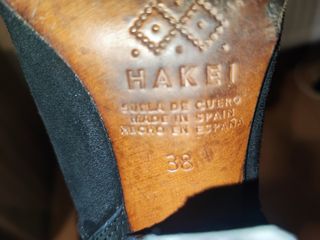 HAKEI
SUELA DE CUERO
MADE IN SPAIN
HECHO EN ESPAÑA
38